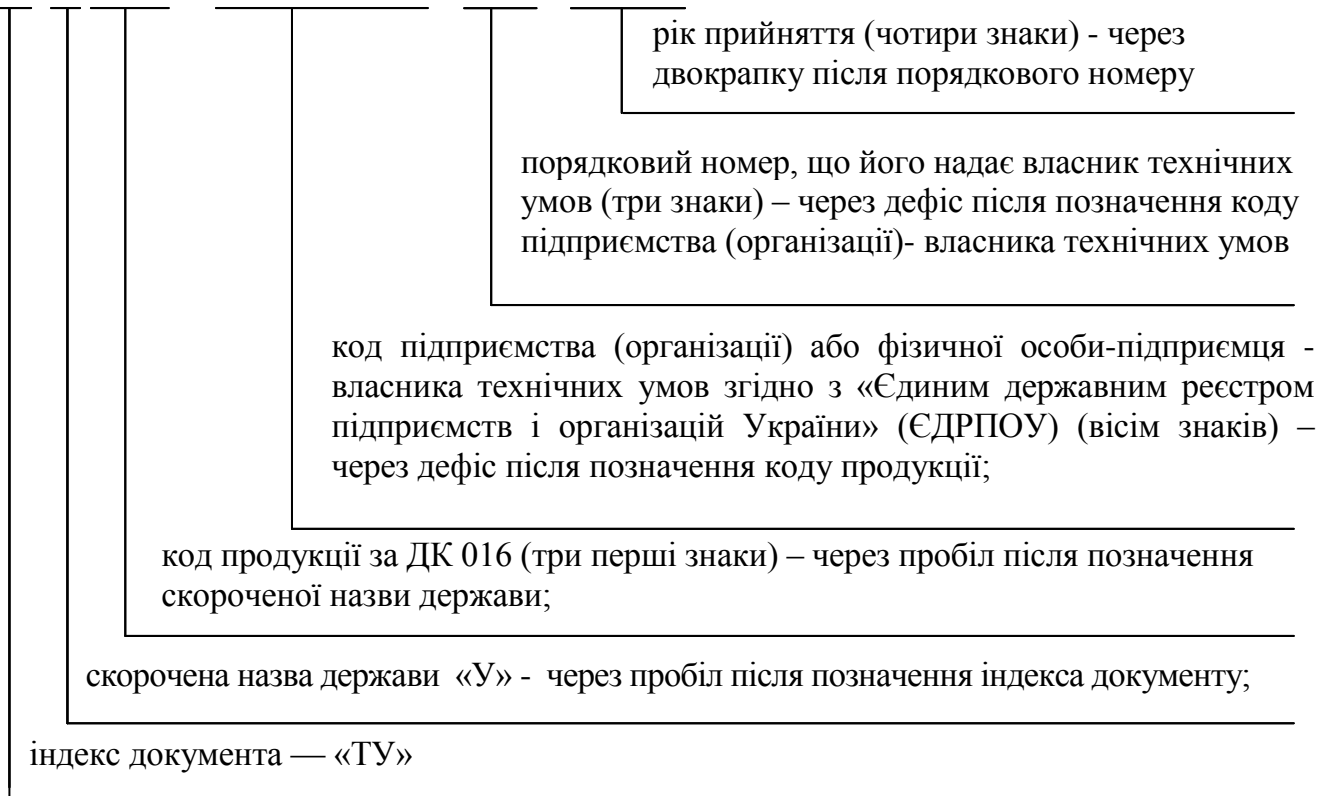 рік прийняття (чотири знаки) - через
двокрапку після порядкового номеру
порядковий номер, що його надає власник технічних
умов (три знаки) – через дефіс після позначення коду
підприємства (організації)- власника технічних умов
код підприємства (організації) або фізичної особи-підприємця -
власника технічних умов згідно з «Єдиним державним реєстром
підприємств і організацій України» (ЄДРПОУ) (вісім знаків) –
через дефіс після позначення коду продукції;
код продукції за ДК 016 (три перші знаки) – через пробіл після позначення
скороченої назви держави;
скорочена назва держави «У» - через пробіл після позначення індекса документу;
індекс документа — «ТУ»